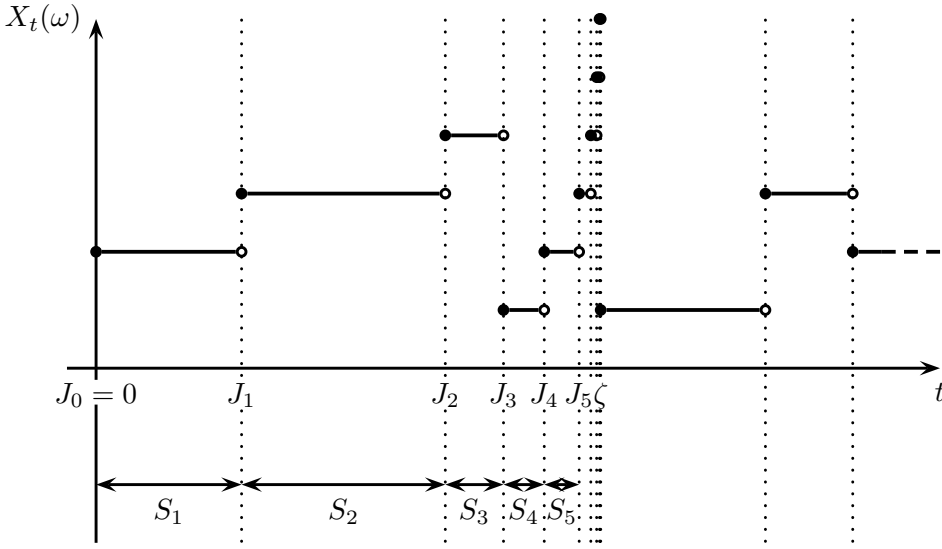 X_t(ω)
J_0 = 0 J_1 J_2 J_3 J_4 J_5 ζ t
S_1 S_2 S_3 S_4 S_5